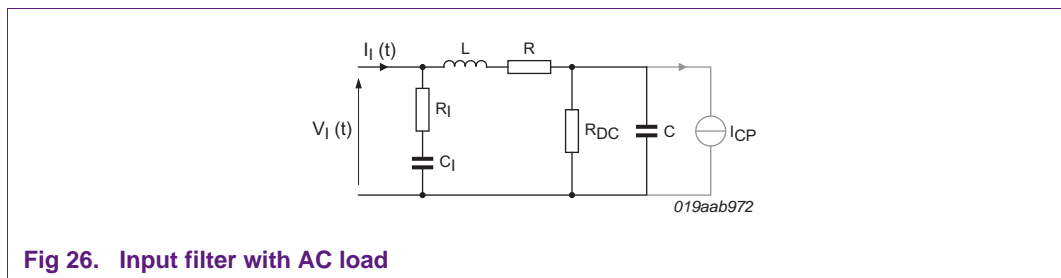 I_I (t)
L
R
R_I
V_I (t)
R_DC
C
I_CP
C_I
019aab972
Fig 26. Input filter with AC load